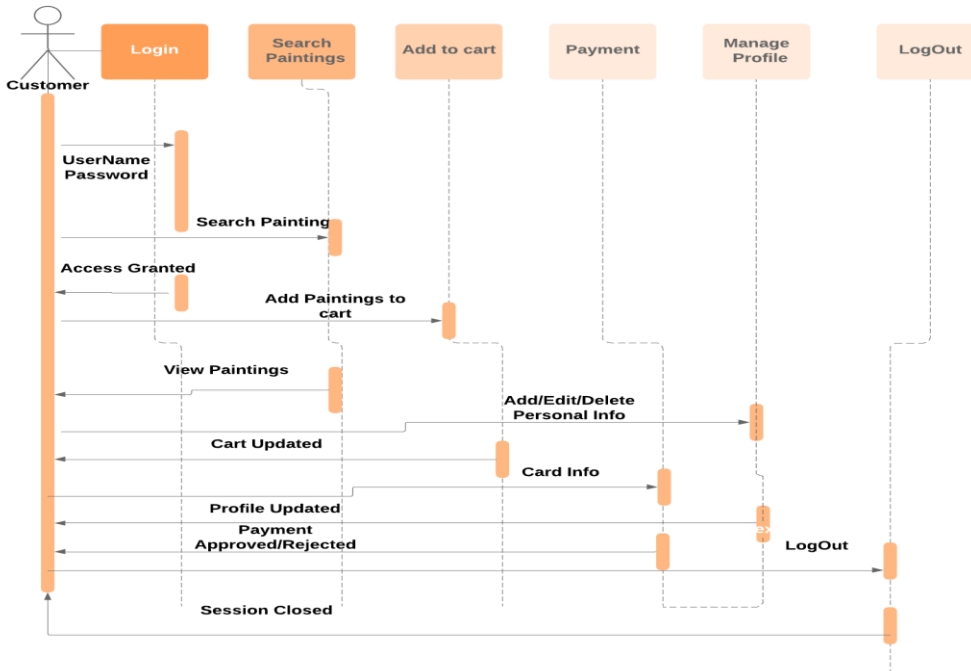 Login
Search
Paintings
Add to cart
Payment
Manage
Profile
LogOut
Customer
UserName
Password
Search Painting
Access Granted
Add Paintings to
cart
View Paintings
Add/Edit/Delete
Personal Info
Cart Updated
Card Info
Profile Updated
Payment
Approved/Rejected
LogOut
Session Closed